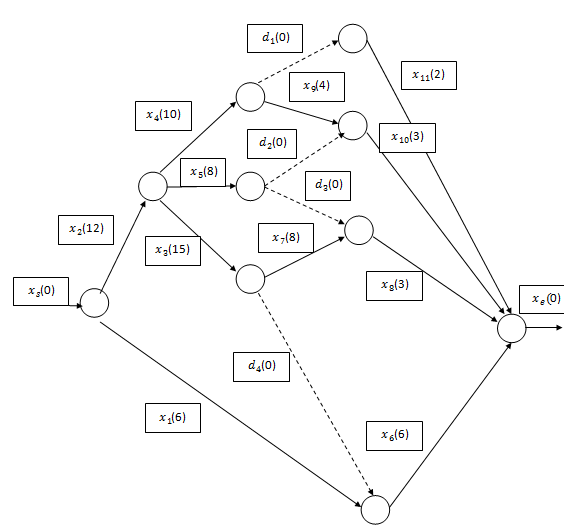 d₁(0)
x₁₁(2)
x₉(4)
x₄(10)
x₁₀(3)
d₂(0)
x₅(8)
d₃(0)
x₂(12)
x₇(8)
x₃(15)
x₈(3)
xₛ(0)
xₑ(0)
d₄(0)
x₁(6)
x₆(6)